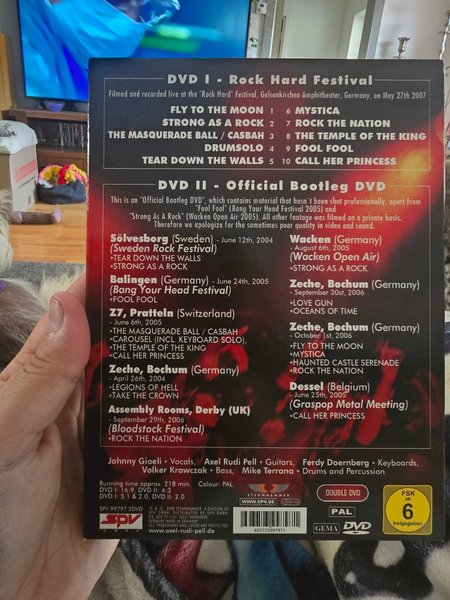 DVD I - Rock Hard Festival
Filmed and recorded live at the "Rock Hard" Festival, Gelsenkirchen Amphitheater, Germany, on May 27th 2007
FLY TO THE MOON 1
STRONG AS A ROCK 2
THE MASQUERADE BALL / CASBAH 3
DRUMSOLO 4
TEAR DOWN THE WALLS 5
6 MYSTICA
7 ROCK THE NATION
8 THE TEMPLE OF THE KING
9 FOOL FOOL
10 CALL HER PRINCESS
DVD II - Official Bootleg DVD
This is an "Official Bootleg DVD", which contains material that hasn't been shot professionally, apart from
"Fool Fool" (Bang Your Head Festival 2005) and
"Strong As A Rock" (Wacken Open Air 2005). All other footage was filmed on a private basis.
Therefore we apologize for the sometimes poor quality in video and sound.
Sölvesborg (Sweden) - June 12th, 2004
(Sweden Rock Festival)
•TEAR DOWN THE WALLS
•STRONG AS A ROCK
Balingen (Germany) - June 24th, 2005
(Bang Your Head Festival)
•FOOL FOOL
Z7, Pratteln (Switzerland)
- June 6th, 2005
•THE MASQUERADE BALL / CASBAH
•CAROUSEL (INCL. KEYBOARD SOLO),
•THE TEMPLE OF THE KING
•CALL HER PRINCESS
Zeche, Bochum (Germany)
- April 26th, 2004
•LEGIONS OF HELL
•TAKE THE CROWN
Assembly Rooms, Derby (UK)
- September 29th, 2006
(Bloodstock Festival)
•ROCK THE NATION
Wacken (Germany)
- August 6th, 2005
(Wacken Open Air)
•STRONG AS A ROCK
Zeche, Bochum (Germany)
- September 30st, 2006
•LOVE GUN
•OCEANS OF TIME
Zeche, Bochum (Germany)
- October 1st, 2006
•FLY TO THE MOON
•MYSTICA
•HAUNTED CASTLE SERENADE
•ROCK THE NATION
Dessel (Belgium)
- June 25th, 2005
(Graspop Metal Meeting)
•CALL HER PRINCESS
Johnny Gioeli • Vocals, Axel Rudi Pell • Guitars, Ferdy Doernberg • Keyboards,
Volker Krawczak • Bass, Mike Terrana • Drums and Percussion
Running time approx. 218 min. Colour: PAL
DVD I: 16:9, DVD II: 4:3
DVD I: 5.1 & 2.0, DVD II: 2.0
SPV 99797 2DVD
SPV
www.axel-rudi-pell.de
STEAMHAMMER
WWW.SPV.DE
693723997971
DOUBLE DVD
PAL
GEMA
DVD
FSK
ab
6
freigegeben